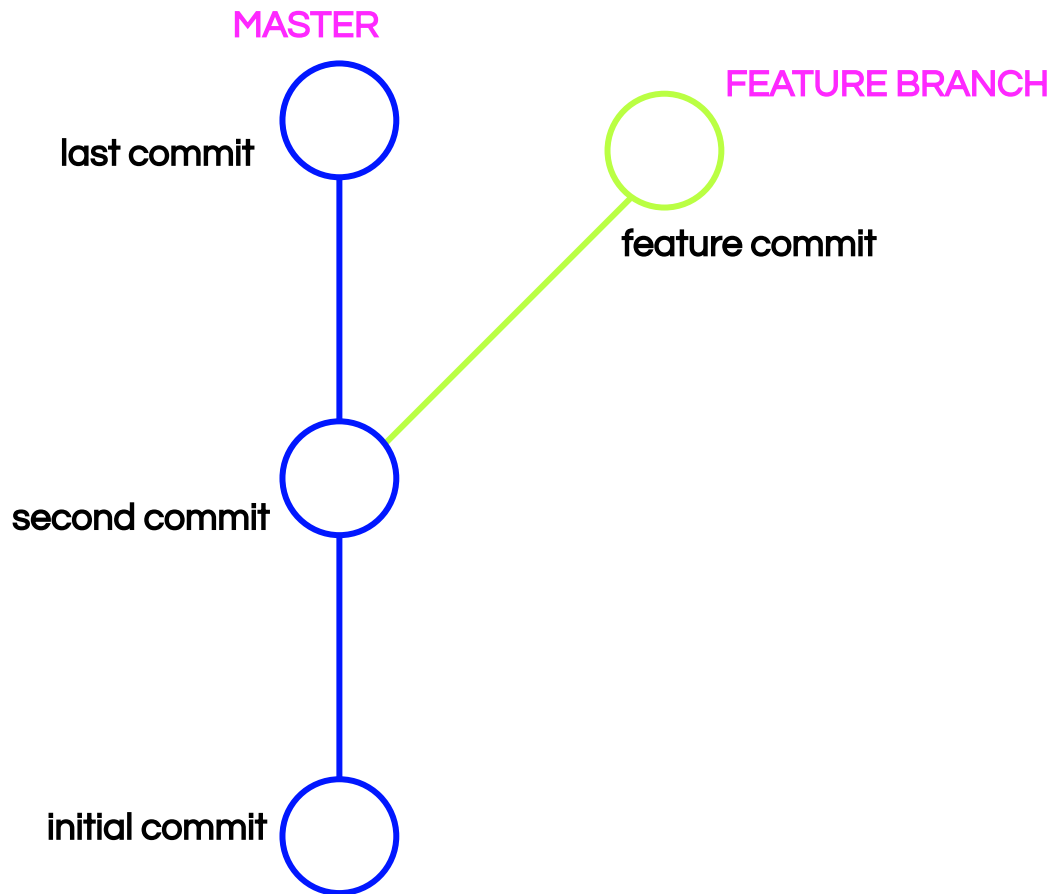 MASTER
FEATURE BRANCH
last commit
feature commit
second commit
initial commit